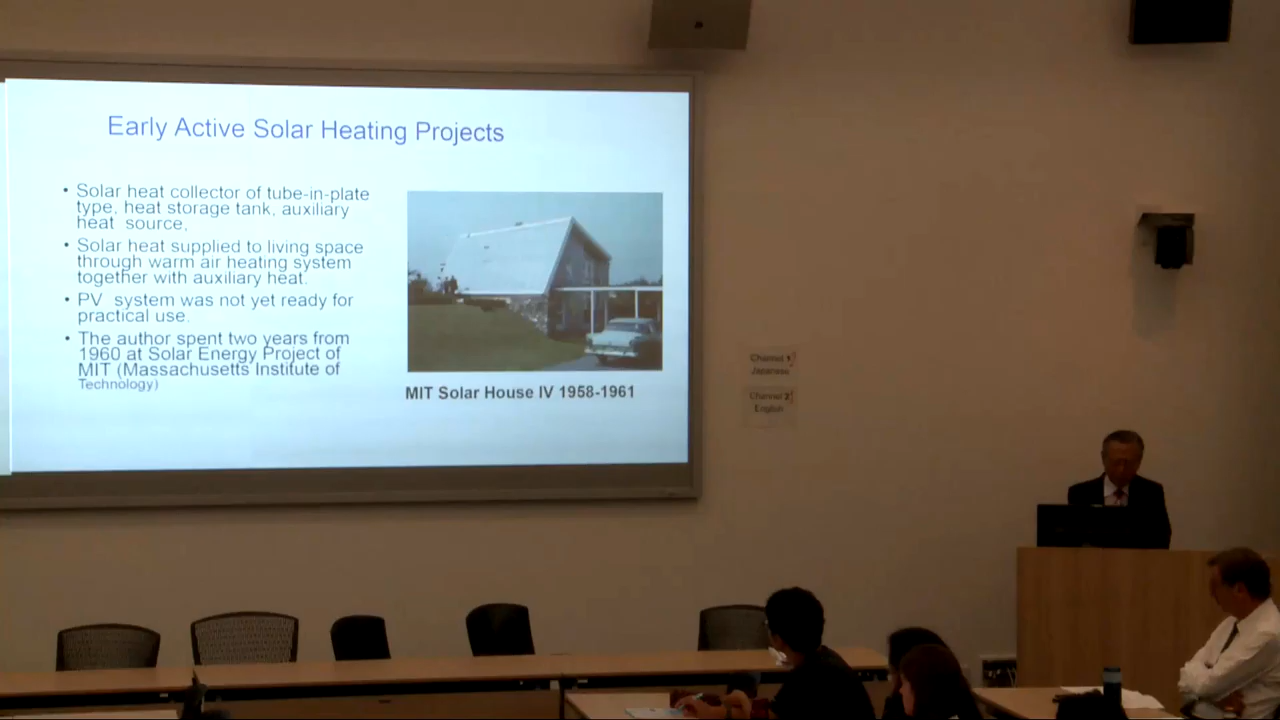 Early Active Solar Heating Projects
• Solar heat collector of tube-in-plate
type, heat storage tank, auxiliary
heat source,
• Solar heat supplied to living space
through warm air heating system
together with auxiliary heat.
• PV system was not yet ready for
practical use.
• The author spent two years from
1960 at Solar Energy Project of
MIT (Massachusetts Institute of
Technology)
MIT Solar House IV 1958-1961
Channel 1
Japanese
Channel 2
English